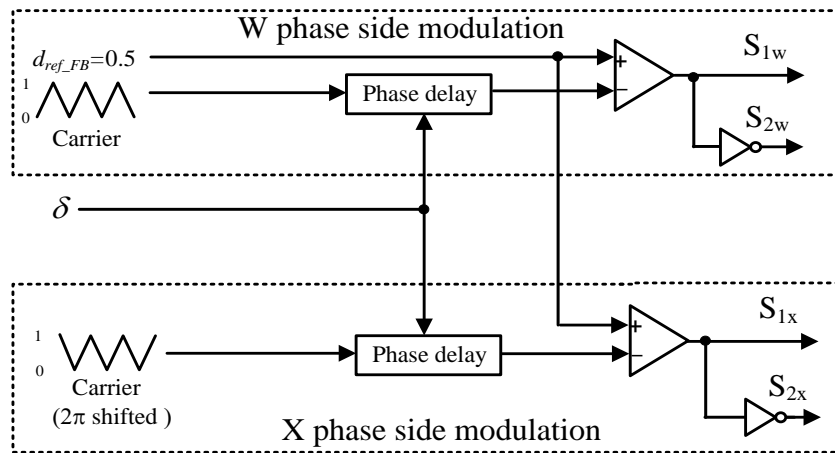 W phase side modulation
d_ref_FB=0.5
1
0
Carrier
Phase delay
+
−
S1w
S2w
δ
1
0
Carrier
(2π shifted )
Phase delay
+
−
S1x
S2x
X phase side modulation